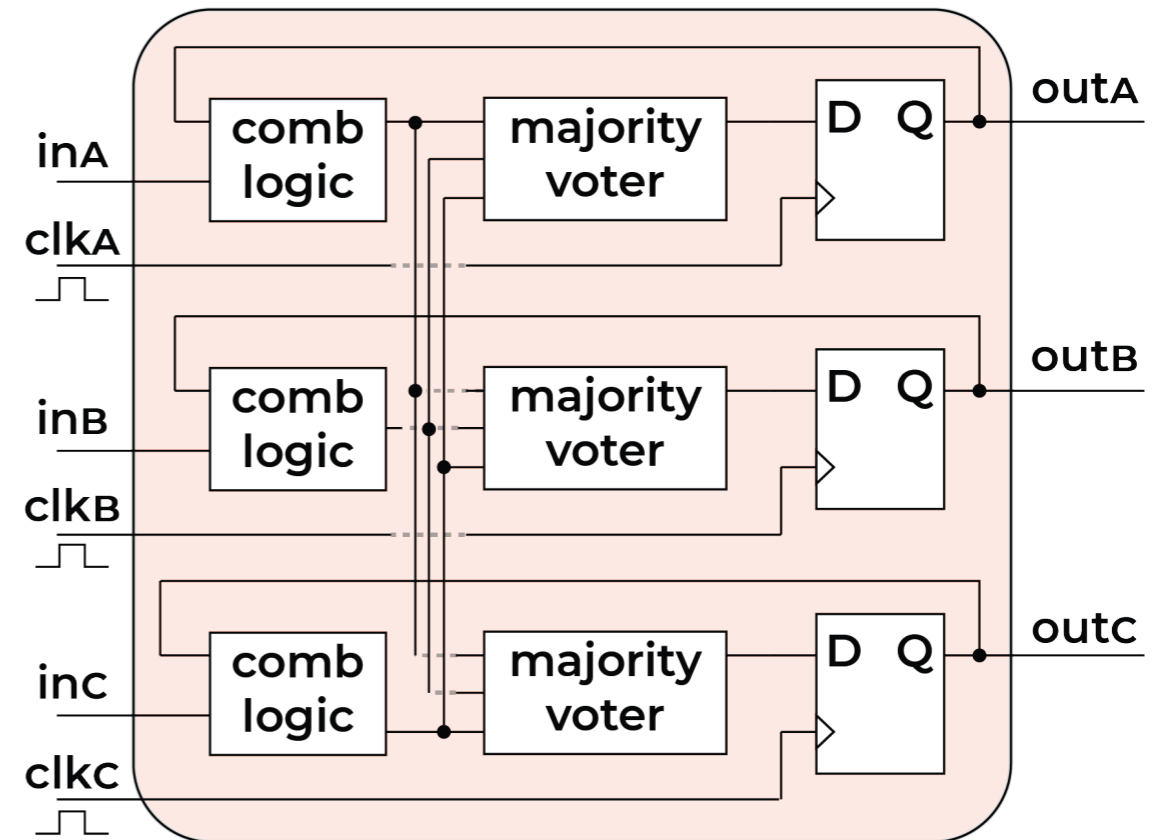 outA
comb
logic
majority
voter
D Q
inA
clkA
outB
comb
logic
majority
voter
D Q
inB
clkB
outC
comb
logic
majority
voter
D Q
inC
clkC